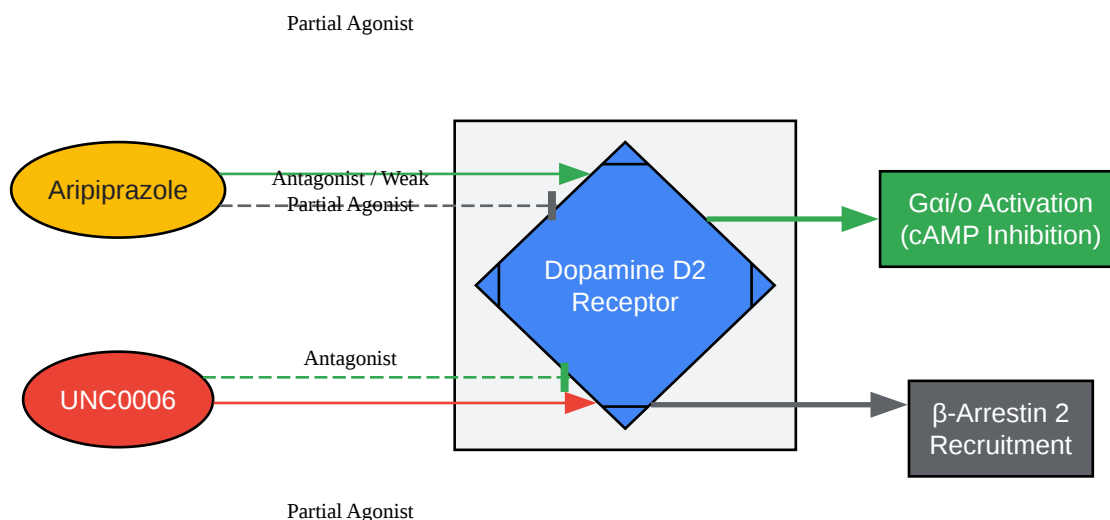 Partial Agonist
Aripiprazole
Antagonist / Weak
Partial Agonist
Gαi/o Activation
(cAMP Inhibition)
Dopamine D2
Receptor
Antagonist
UNC0006
β-Arrestin 2
Recruitment
Partial Agonist